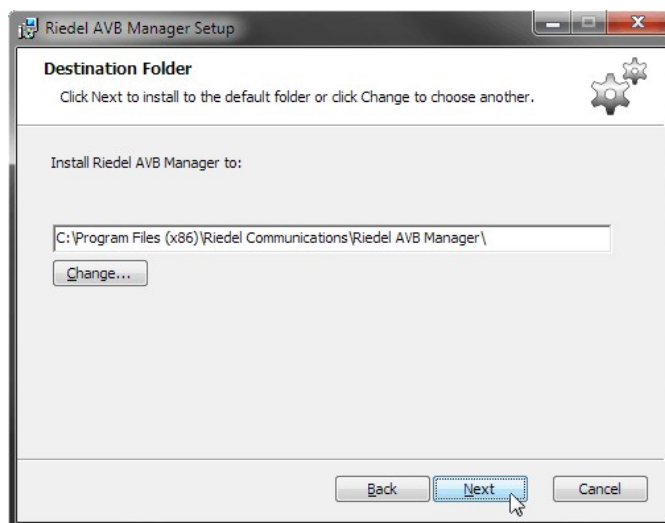 Riedel AVB Manager Setup
Destination Folder
Click Next to install to the default folder or click Change to choose another.
Install Riedel AVB Manager to:
C:\Program Files (x86)\Riedel Communications\Riedel AVB Manager\
Change...
Back Next Cancel